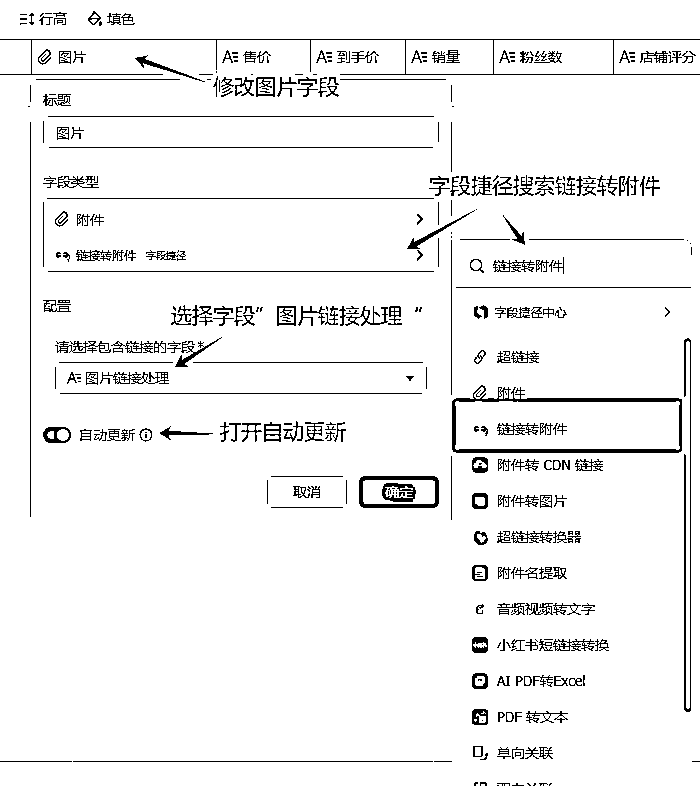 行高 填色
图片 售价 到手价 销量 粉丝数 店铺评分
修改图片字段
标题
图片
字段类型
字段捷径搜索链接转附件
附件
链接转附件 字段捷径
链接转附件
配置
字段捷径中心
选择字段”图片链接处理“
请选择包含链接的字段*
超链接
图片链接处理
附件
自动更新
打开自动更新
链接转附件
附件转 CDN 链接
取消 确定
附件转图片
超链接转换器
附件名提取
音频视频转文字
小红书短链接转换
AI PDF转Excel
PDF 转文本
单向关联